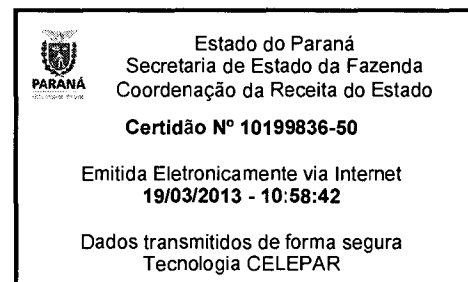 Estado do Paraná
Secretaria de Estado da Fazenda
PARANÁ
Coordenação da Receita do Estado
Certidão Nº 10199836-50
Emitida Eletronicamente via Internet
19/03/2013 - 10:58:42
Dados transmitidos de forma segura
Tecnologia CELEPAR